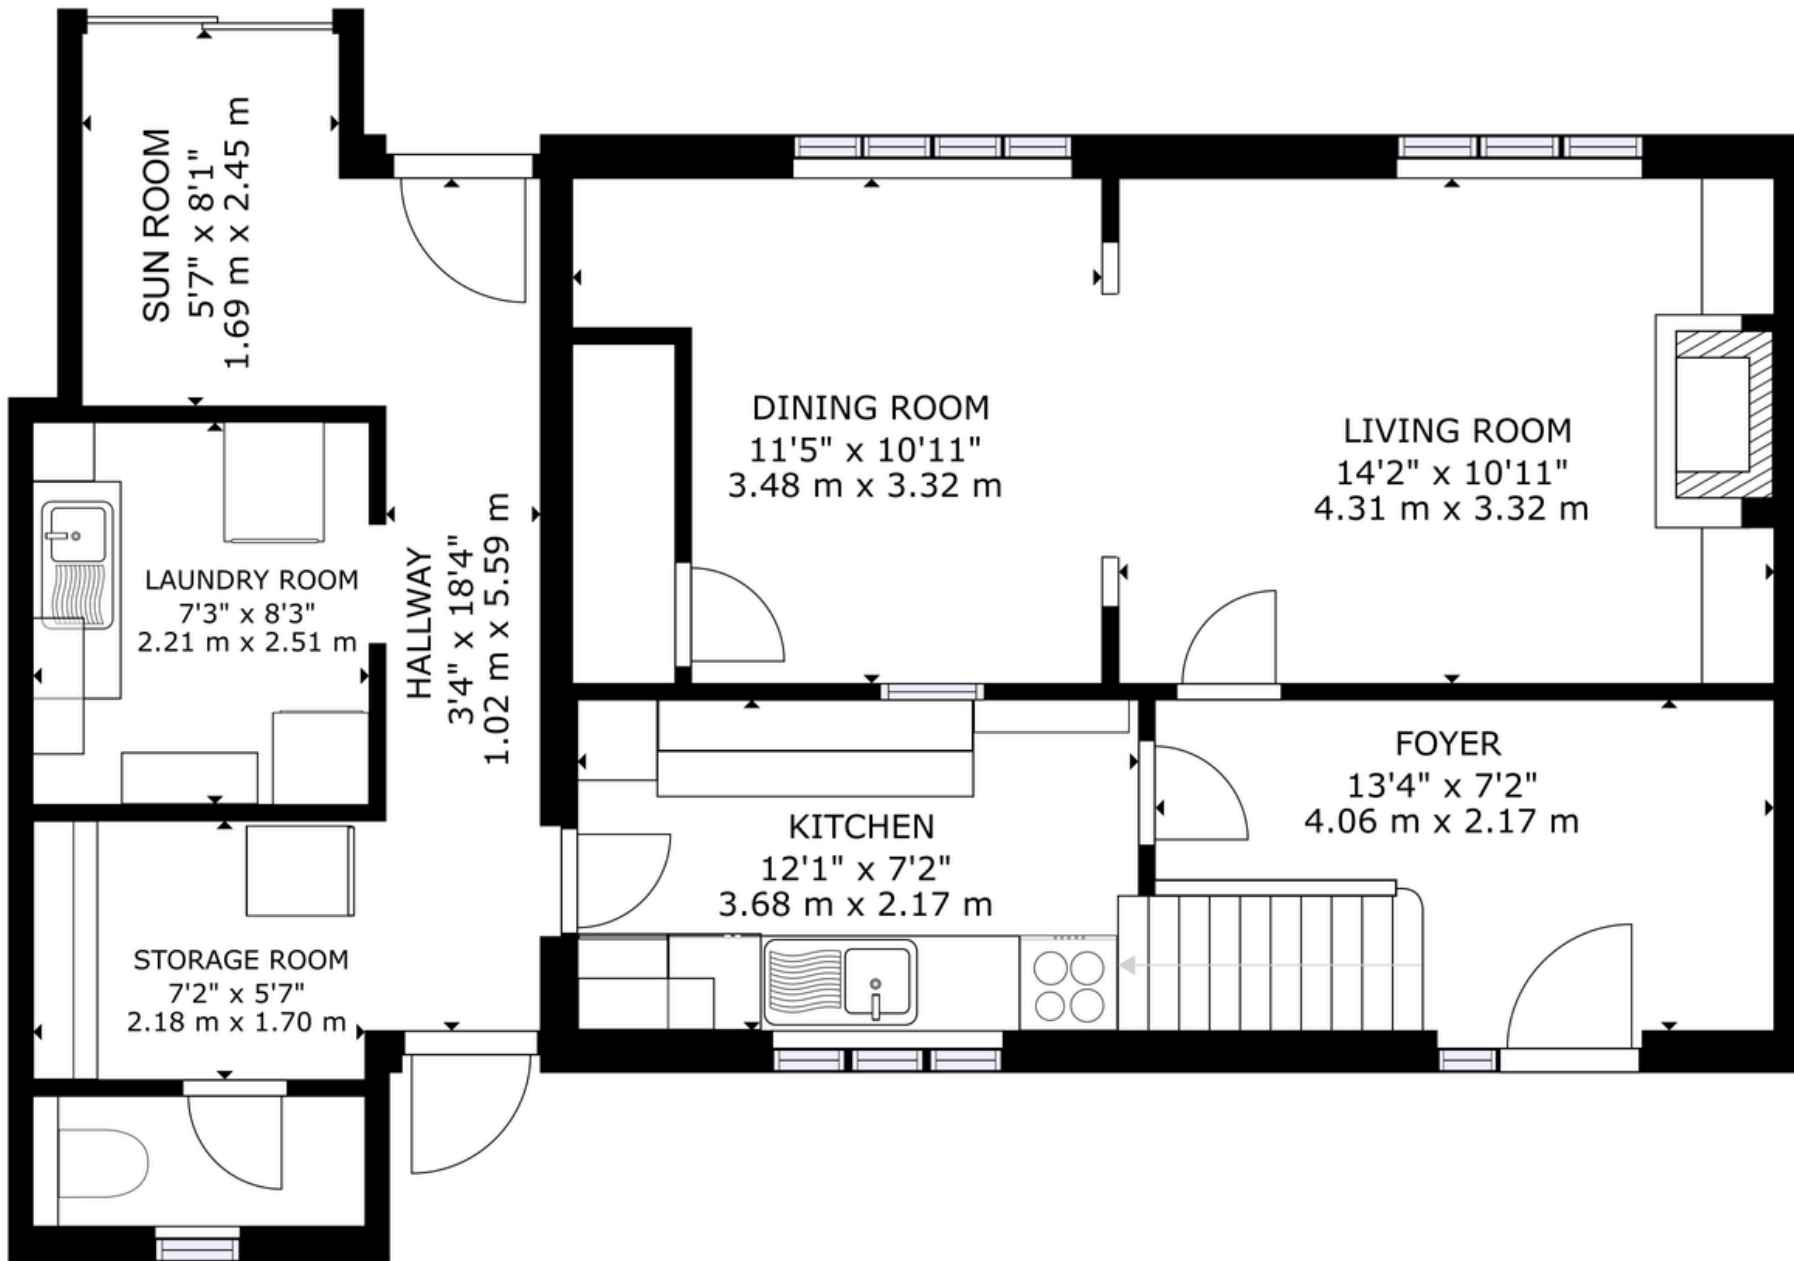 SUN ROOM
5'7" x 8'1"
1.69 m x 2.45 m
DINING ROOM
11'5" x 10'11"
3.48 m x 3.32 m
LIVING ROOM
14'2" x 10'11"
4.31 m x 3.32 m
LAUNDRY ROOM
7'3" x 8'3"
2.21 m x 2.51 m
HALLWAY
3'4" x 18'4"
1.02 m x 5.59 m
KITCHEN
12'1" x 7'2"
3.68 m x 2.17 m
FOYER
13'4" x 7'2"
4.06 m x 2.17 m
STORAGE ROOM
7'2" x 5'7"
2.18 m x 1.70 m